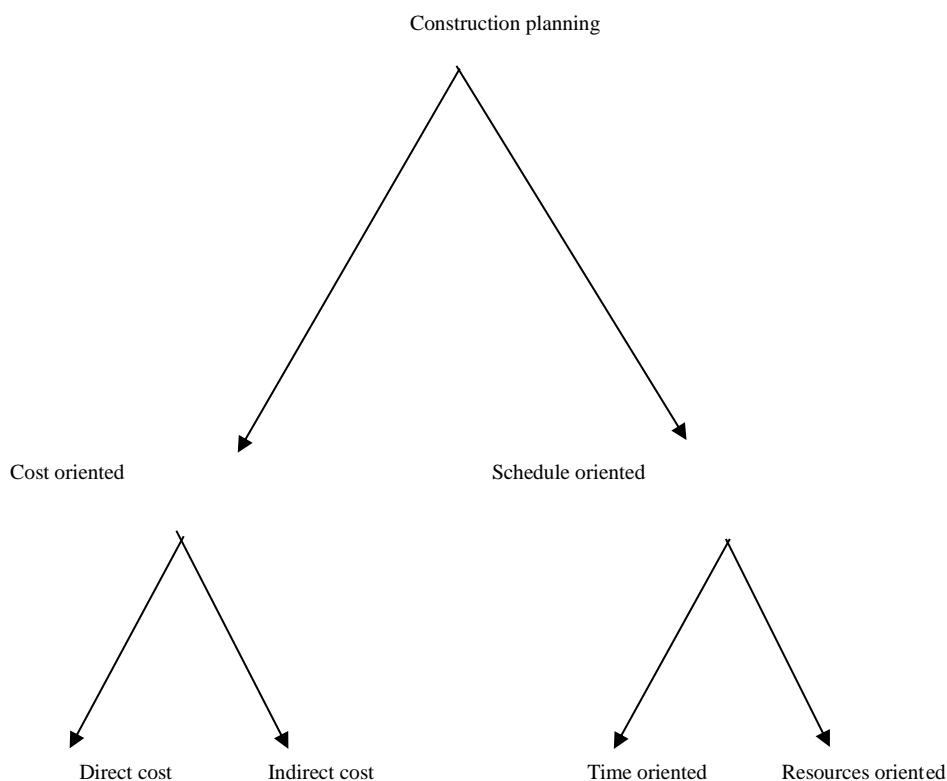 Construction planning
Cost oriented
Schedule oriented
Direct cost
Indirect cost
Time oriented
Resources oriented